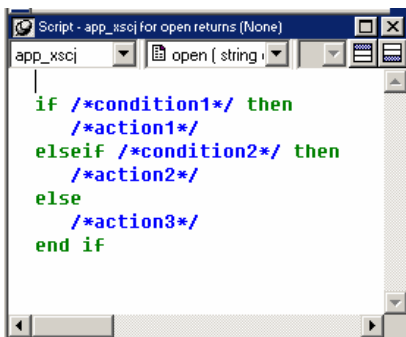 Script - app_xscj for open returns (None)
app_xscj open ( string
if /*condition1*/ then
/*action1*/
elseif /*condition2*/ then
/*action2*/
else
/*action3*/
end if